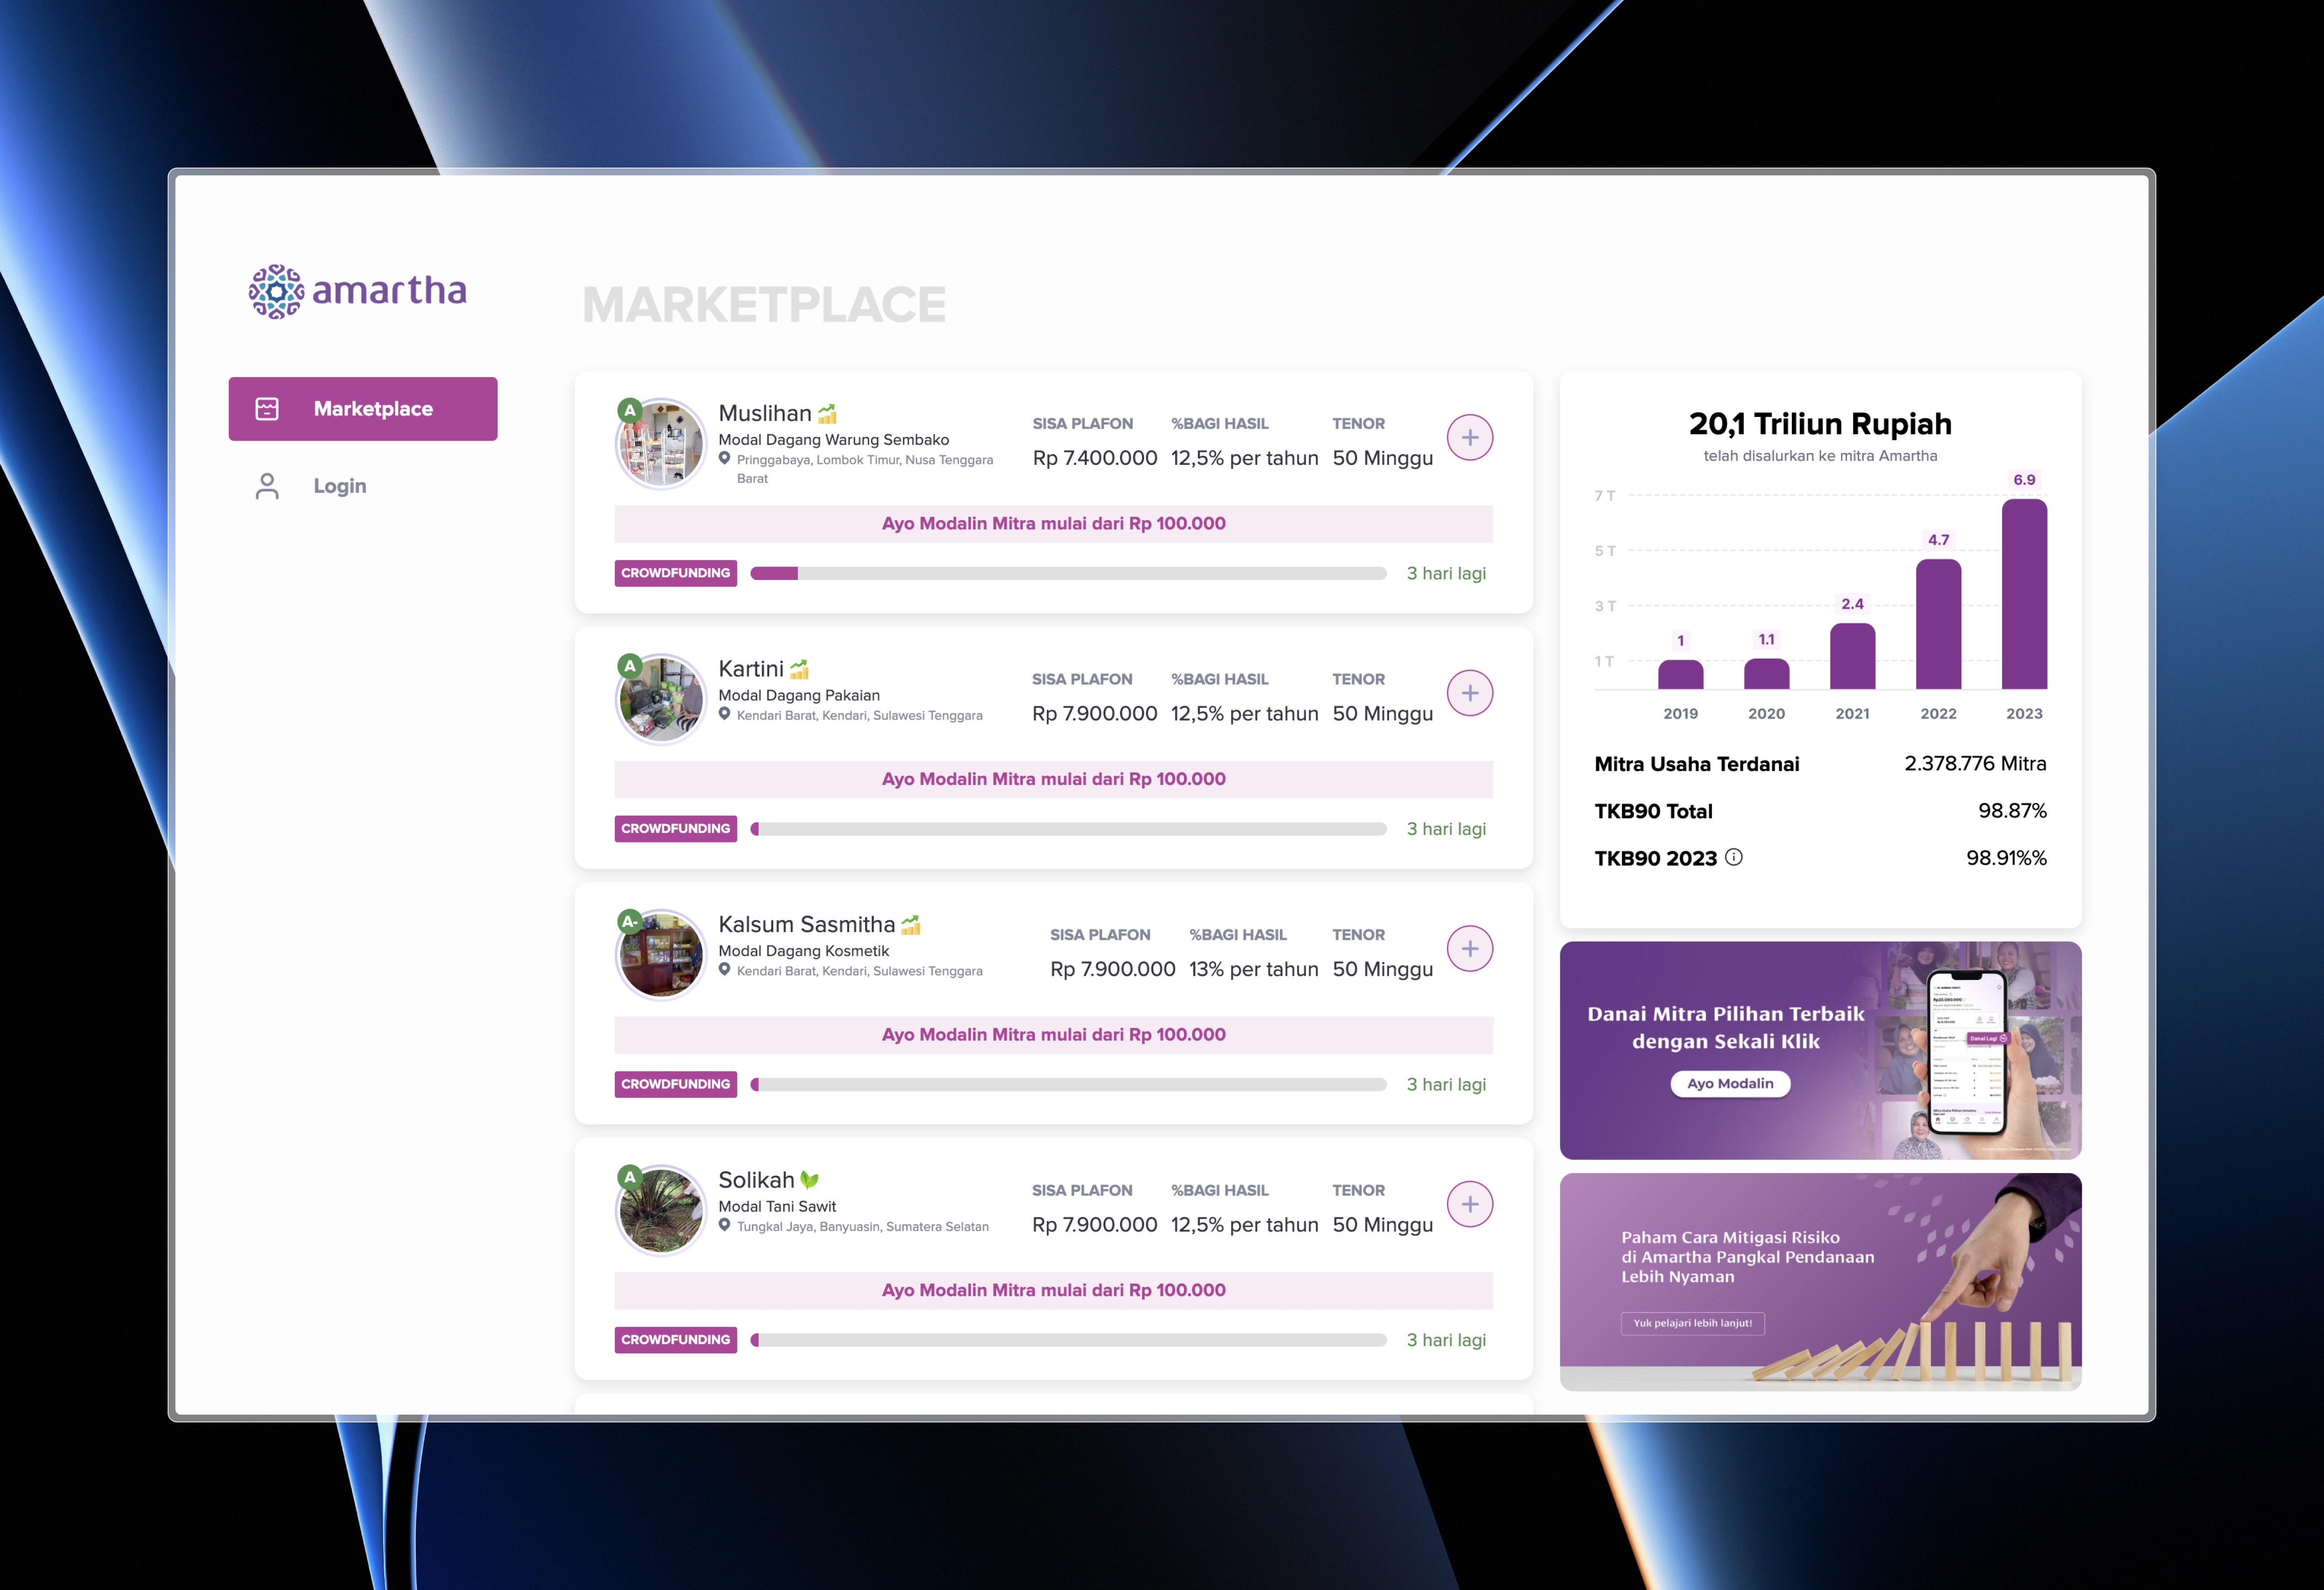 amartha
MARKETPLACE
Marketplace
Login
A
Muslihan
Modal Dagang Warung Sembako
Pringgabaya, Lombok Timur, Nusa Tenggara
Barat
SISA PLAFON
Rp 7.400.000
%BAGI HASIL
12,5% per tahun
TENOR
50 Minggu
Ayo Modalin Mitra mulai dari Rp 100.000
CROWDFUNDING
3 hari lagi
A
Kartini
Modal Dagang Pakaian
Kendari Barat, Kendari, Sulawesi Tenggara
SISA PLAFON
Rp 7.900.000
%BAGI HASIL
12,5% per tahun
TENOR
50 Minggu
Ayo Modalin Mitra mulai dari Rp 100.000
CROWDFUNDING
3 hari lagi
A-
Kalsum Sasmitha
Modal Dagang Kosmetik
Kendari Barat, Kendari, Sulawesi Tenggara
SISA PLAFON
Rp 7.900.000
%BAGI HASIL
13% per tahun
TENOR
50 Minggu
Ayo Modalin Mitra mulai dari Rp 100.000
CROWDFUNDING
3 hari lagi
A
Solikah
Modal Tani Sawit
Tungkal Jaya, Banyuasin, Sumatera Selatan
SISA PLAFON
Rp 7.900.000
%BAGI HASIL
12,5% per tahun
TENOR
50 Minggu
Ayo Modalin Mitra mulai dari Rp 100.000
CROWDFUNDING
3 hari lagi
20,1 Triliun Rupiah
telah disalurkan ke mitra Amartha
7 T
5 T
3 T
1 T
1
1.1
2.4
4.7
6.9
2019 2020 2021 2022 2023
Mitra Usaha Terdanai 2.378.776 Mitra
TKB90 Total 98.87%
TKB90 2023 98.91%%
Danai Mitra Pilihan Terbaik
dengan Sekali Klik
Ayo Modalin
Danai Lagi
Paham Cara Mitigasi Risiko
di Amartha Pangkal Pendanaan
Lebih Nyaman
Yuk pelajari lebih lanjut!